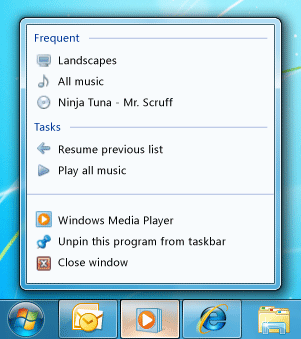 Frequent
Landscapes
All music
Ninja Tuna - Mr. Scruff
Tasks
Resume previous list
Play all music
Windows Media Player
Unpin this program from taskbar
Close window